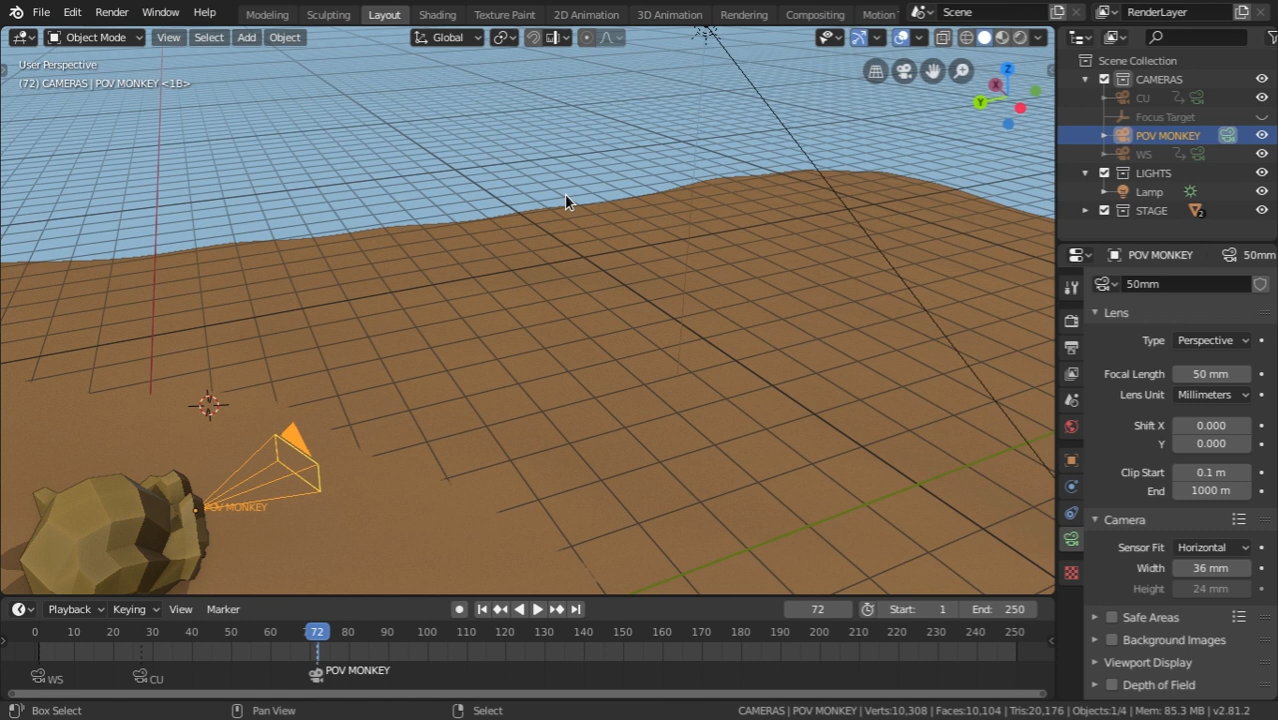 File Edit Render Window Help Modeling Sculpting Layout Shading Texture Paint 2D Animation 3D Animation Rendering Compositing Motion Scene RenderLayer
Object Mode View Select Add Object Global
User Perspective
(72) CAMERAS | POV MONKEY <1B>
X Y Z
POV MONKEY
Scene Collection
CAMERAS
CU
Focus Target
POV MONKEY
WS
LIGHTS
Lamp
STAGE 2
POV MONKEY 50mm
50mm
Lens
Type Perspective
Focal Length 50 mm
Lens Unit Millimeters
Shift X 0.000
Y 0.000
Clip Start 0.1 m
End 1000 m
Camera
Sensor Fit Horizontal
Width 36 mm
Height 24 mm
Safe Areas
Background Images
Viewport Display
Depth of Field
Playback Keying View Marker 72 Start: 1 End: 250
0 10 20 30 40 50 60 72 80 90 100 110 120 130 140 150 160 170 180 190 200 210 220 230 240 250
WS CU POV MONKEY
Box Select Pan View Select CAMERAS | POV MONKEY | Verts:10,308 | Faces:10,104 | Tris:20,176 | Objects:1/4 | Mem: 85.3 MB | v2.81.2